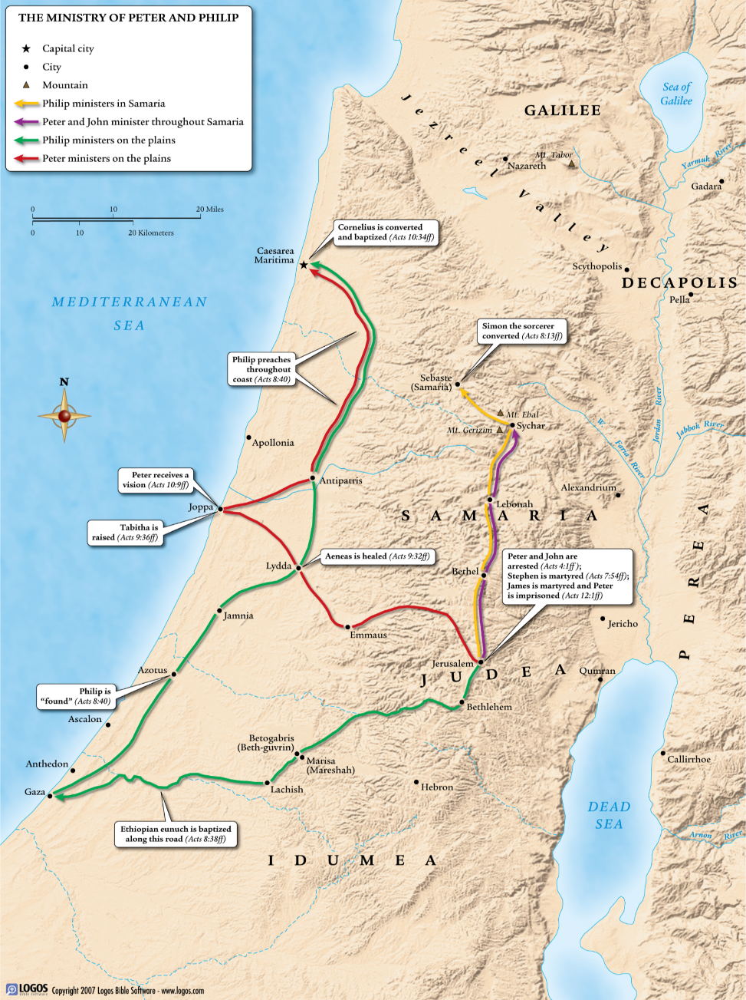 THE MINISTRY OF PETER AND PHILIP
Capital city
City
Mountain
Philip ministers in Samaria
Peter and John minister throughout Samaria
Philip ministers on the plains
Peter ministers on the plains
0 10 20 Miles
0 10 20 Kilometers
Sea of
Galilee
GALILEE
Jezreel Valley
Mt. Tabor
Nazareth
Yarmuk River
Gadara
Cornelius is converted
and baptized (Acts 10:34ff)
Caesarea
Maritima
Scythopolis
DECAPOLIS
Pella
MEDITERRANEAN
SEA
Simon the sorcerer
converted (Acts 8:13ff)
Philip preaches
throughout
coast (Acts 8:40)
N
Sebaste
(Samaria)
Mt. Ebal
Sychar
Mt. Gerizim
W. Faria River
Jordan River
Jabbok River
Apollonia
Peter receives a
vision (Acts 10:9ff)
Antipatris
Joppa
Alexandrium
Lebonah
SAMARIA
PEREA
Tabitha is
raised (Acts 9:36ff)
Aeneas is healed (Acts 9:32ff)
Lydda
Bethel
Peter and John are
arrested (Acts 4:1ff);
Stephen is martyred (Acts 7:54ff);
James is martyred and Peter
is imprisoned (Acts 12:1ff)
Jamnia
Emmaus
Jericho
Jerusalem
JUDEA
Qumran
Azotus
Philip is
"found" (Acts 8:40)
Bethlehem
Ascalon
Betogabris
(Beth-guvrin)
Marisa
(Mareshah)
Callirrhoe
Anthedon
Gaza
Lachish
Hebron
DEAD
SEA
Ethiopian eunuch is baptized
along this road (Acts 8:38ff)
Arnon River
IDUMEA
LOGOS
Bible Software
Copyright 2007 Logos Bible Software - www.logos.com